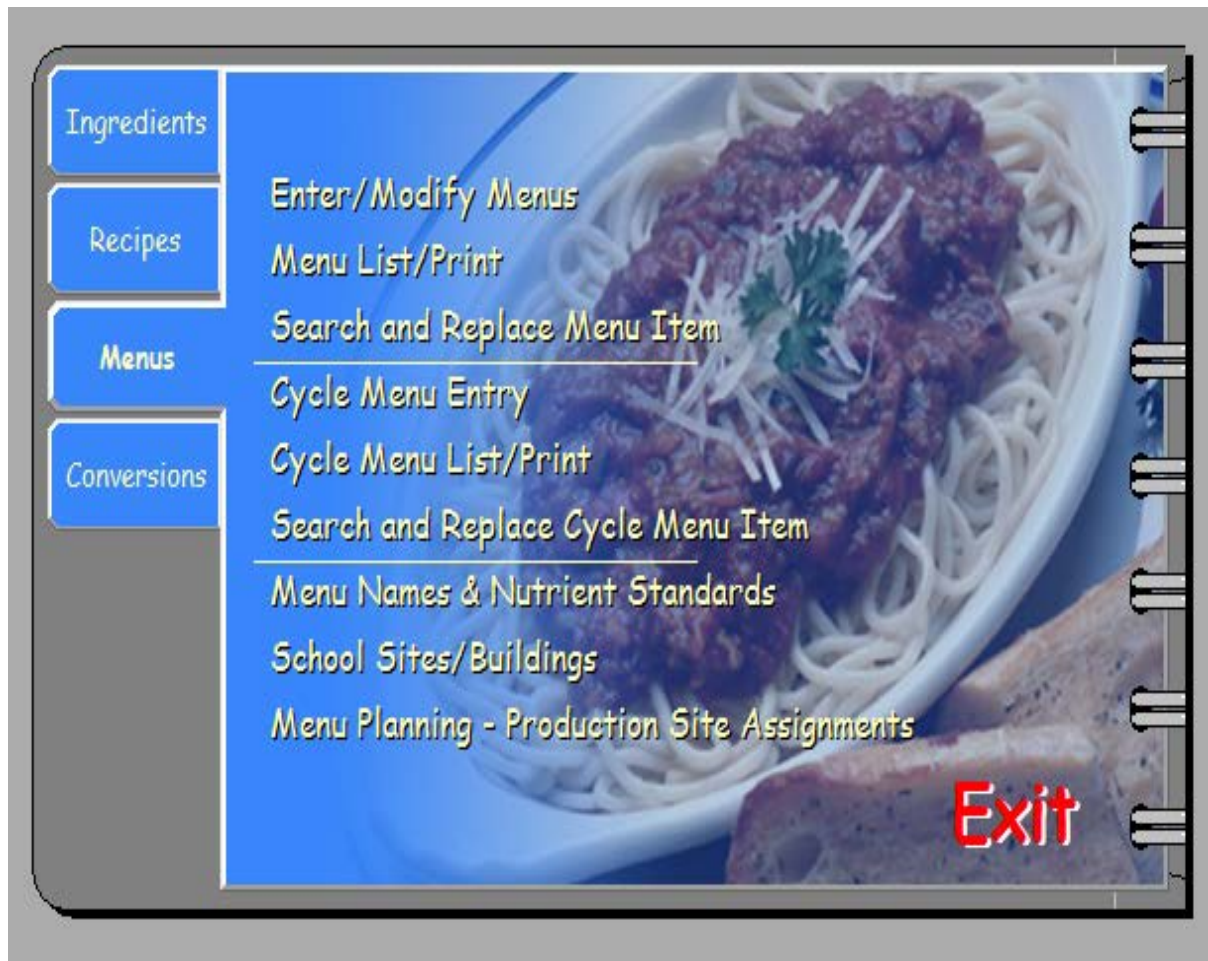 Ingredients
Recipes
Menus
Conversions
Enter/Modify Menus
Menu List/Print
Search and Replace Menu Item
Cycle Menu Entry
Cycle Menu List/Print
Search and Replace Cycle Menu Item
Menu Names & Nutrient Standards
School Sites/Buildings
Menu Planning - Production Site Assignments
Exit